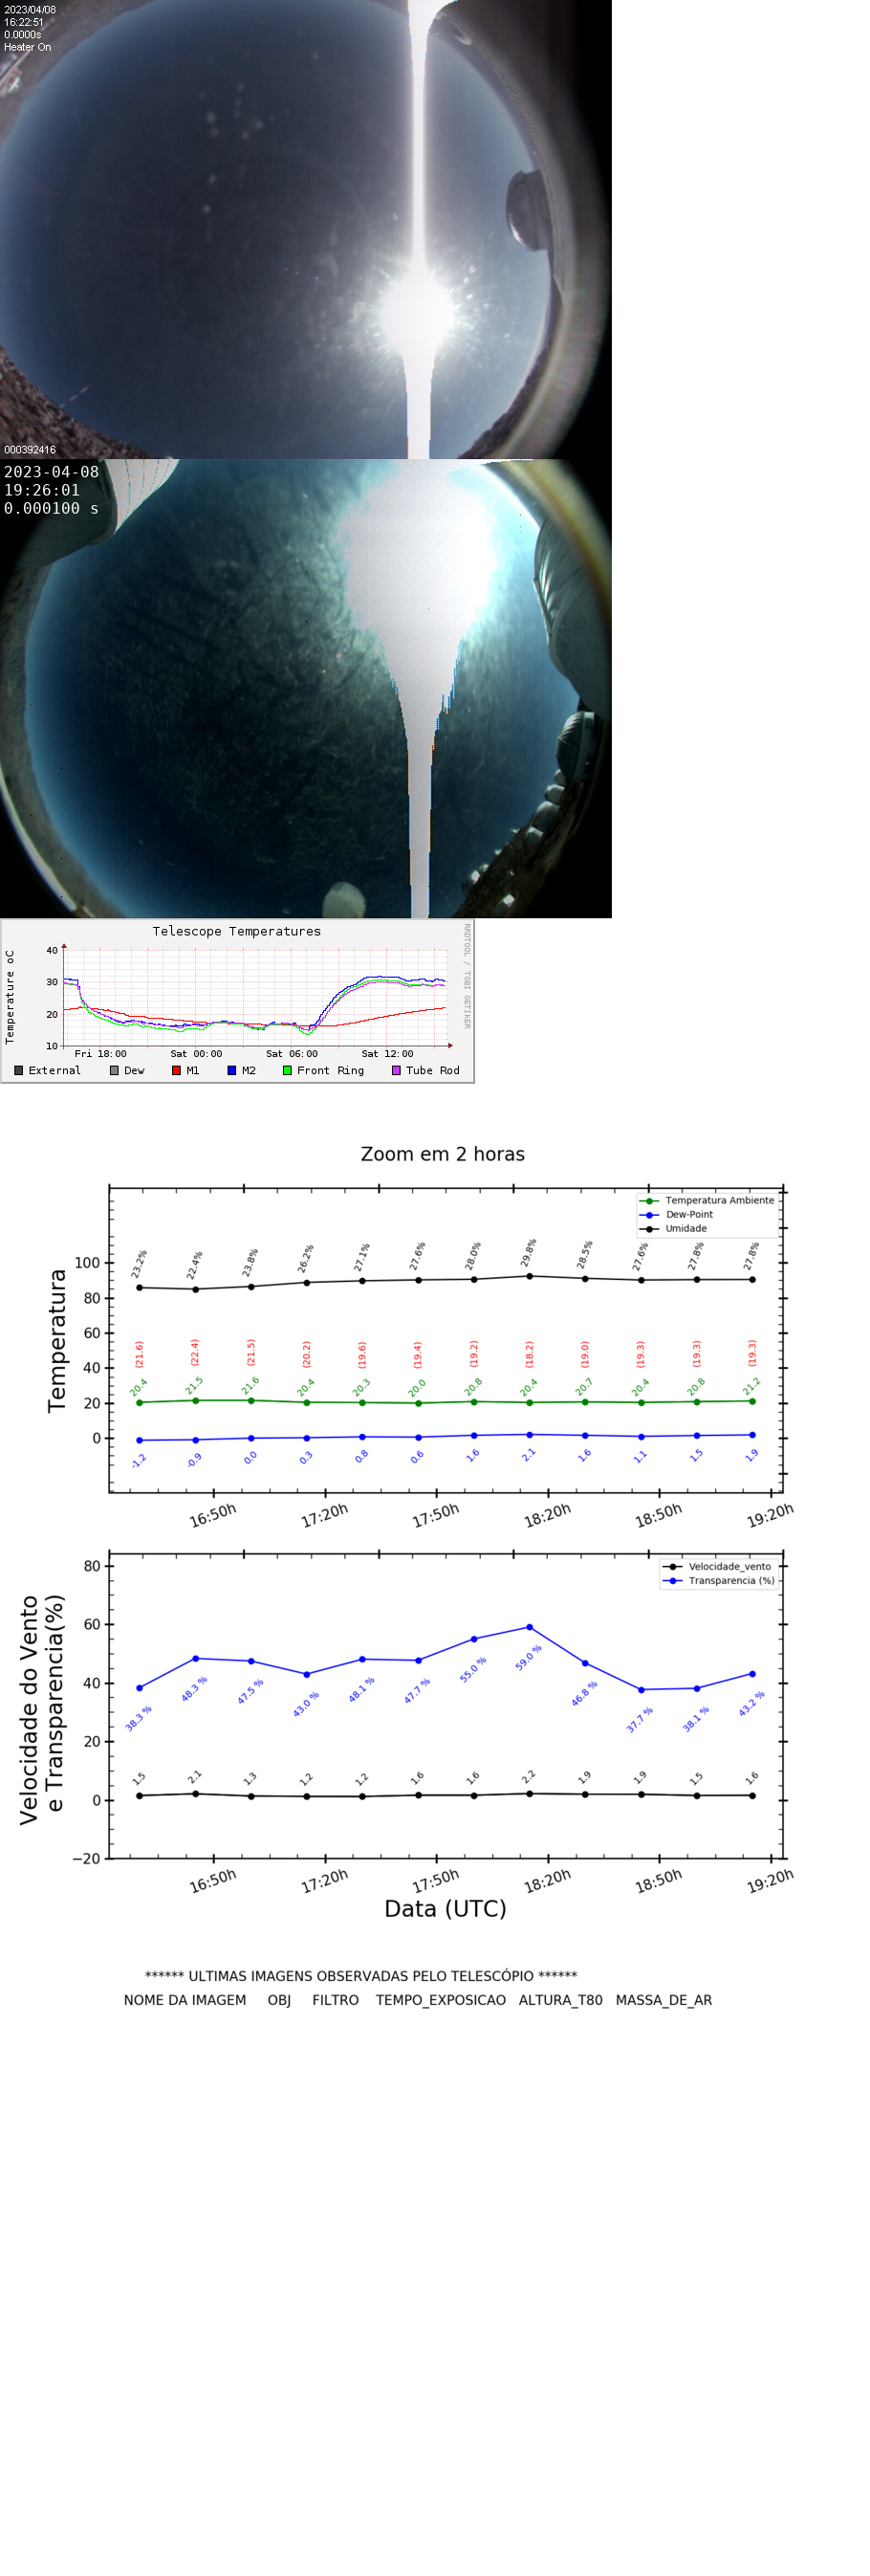 2023/04/08
16:22:51
0.0000s
Heater On
000392416
2023-04-08
19:26:01
0.000100 s
Telescope Temperatures
RRDTOOL / TOBI OETIKER
Temperature oC
40
30
20
10
Fri 18:00 Sat 00:00 Sat 06:00 Sat 12:00
External Dew M1 M2 Front Ring Tube Rod
Zoom em 2 horas
Temperatura Ambiente
Dew-Point
Umidade
Temperatura
100
80
60
40
20
0
23.2% 22.4% 23.8% 26.2% 27.1% 27.6% 28.0% 29.8% 28.5% 27.6% 27.8% 27.8%
(21.6) (22.4) (21.5) (20.2) (19.6) (19.4) (19.2) (18.2) (19.0) (19.3) (19.3) (19.3)
20.4 21.5 21.6 20.4 20.3 20.0 20.8 20.4 20.7 20.4 20.8 21.2
-1.2 -0.9 0.0 0.3 0.8 0.6 1.6 2.1 1.6 1.1 1.5 1.9
16:50h 17:20h 17:50h 18:20h 18:50h 19:20h
Velocidade_vento
Transparencia (%)
Velocidade do Vento
e Transparencia(%)
80
60
40
20
0
−20
38.3 % 48.3 % 47.5 % 43.0 % 48.1 % 47.7 % 55.0 % 59.0 % 46.8 % 37.7 % 38.1 % 43.2 %
1.5 2.1 1.3 1.2 1.2 1.6 1.6 2.2 1.9 1.9 1.5 1.6
16:50h 17:20h 17:50h 18:20h 18:50h 19:20h
Data (UTC)
****** ULTIMAS IMAGENS OBSERVADAS PELO TELESCÓPIO ******
NOME DA IMAGEM OBJ FILTRO TEMPO_EXPOSICAO ALTURA_T80 MASSA_DE_AR